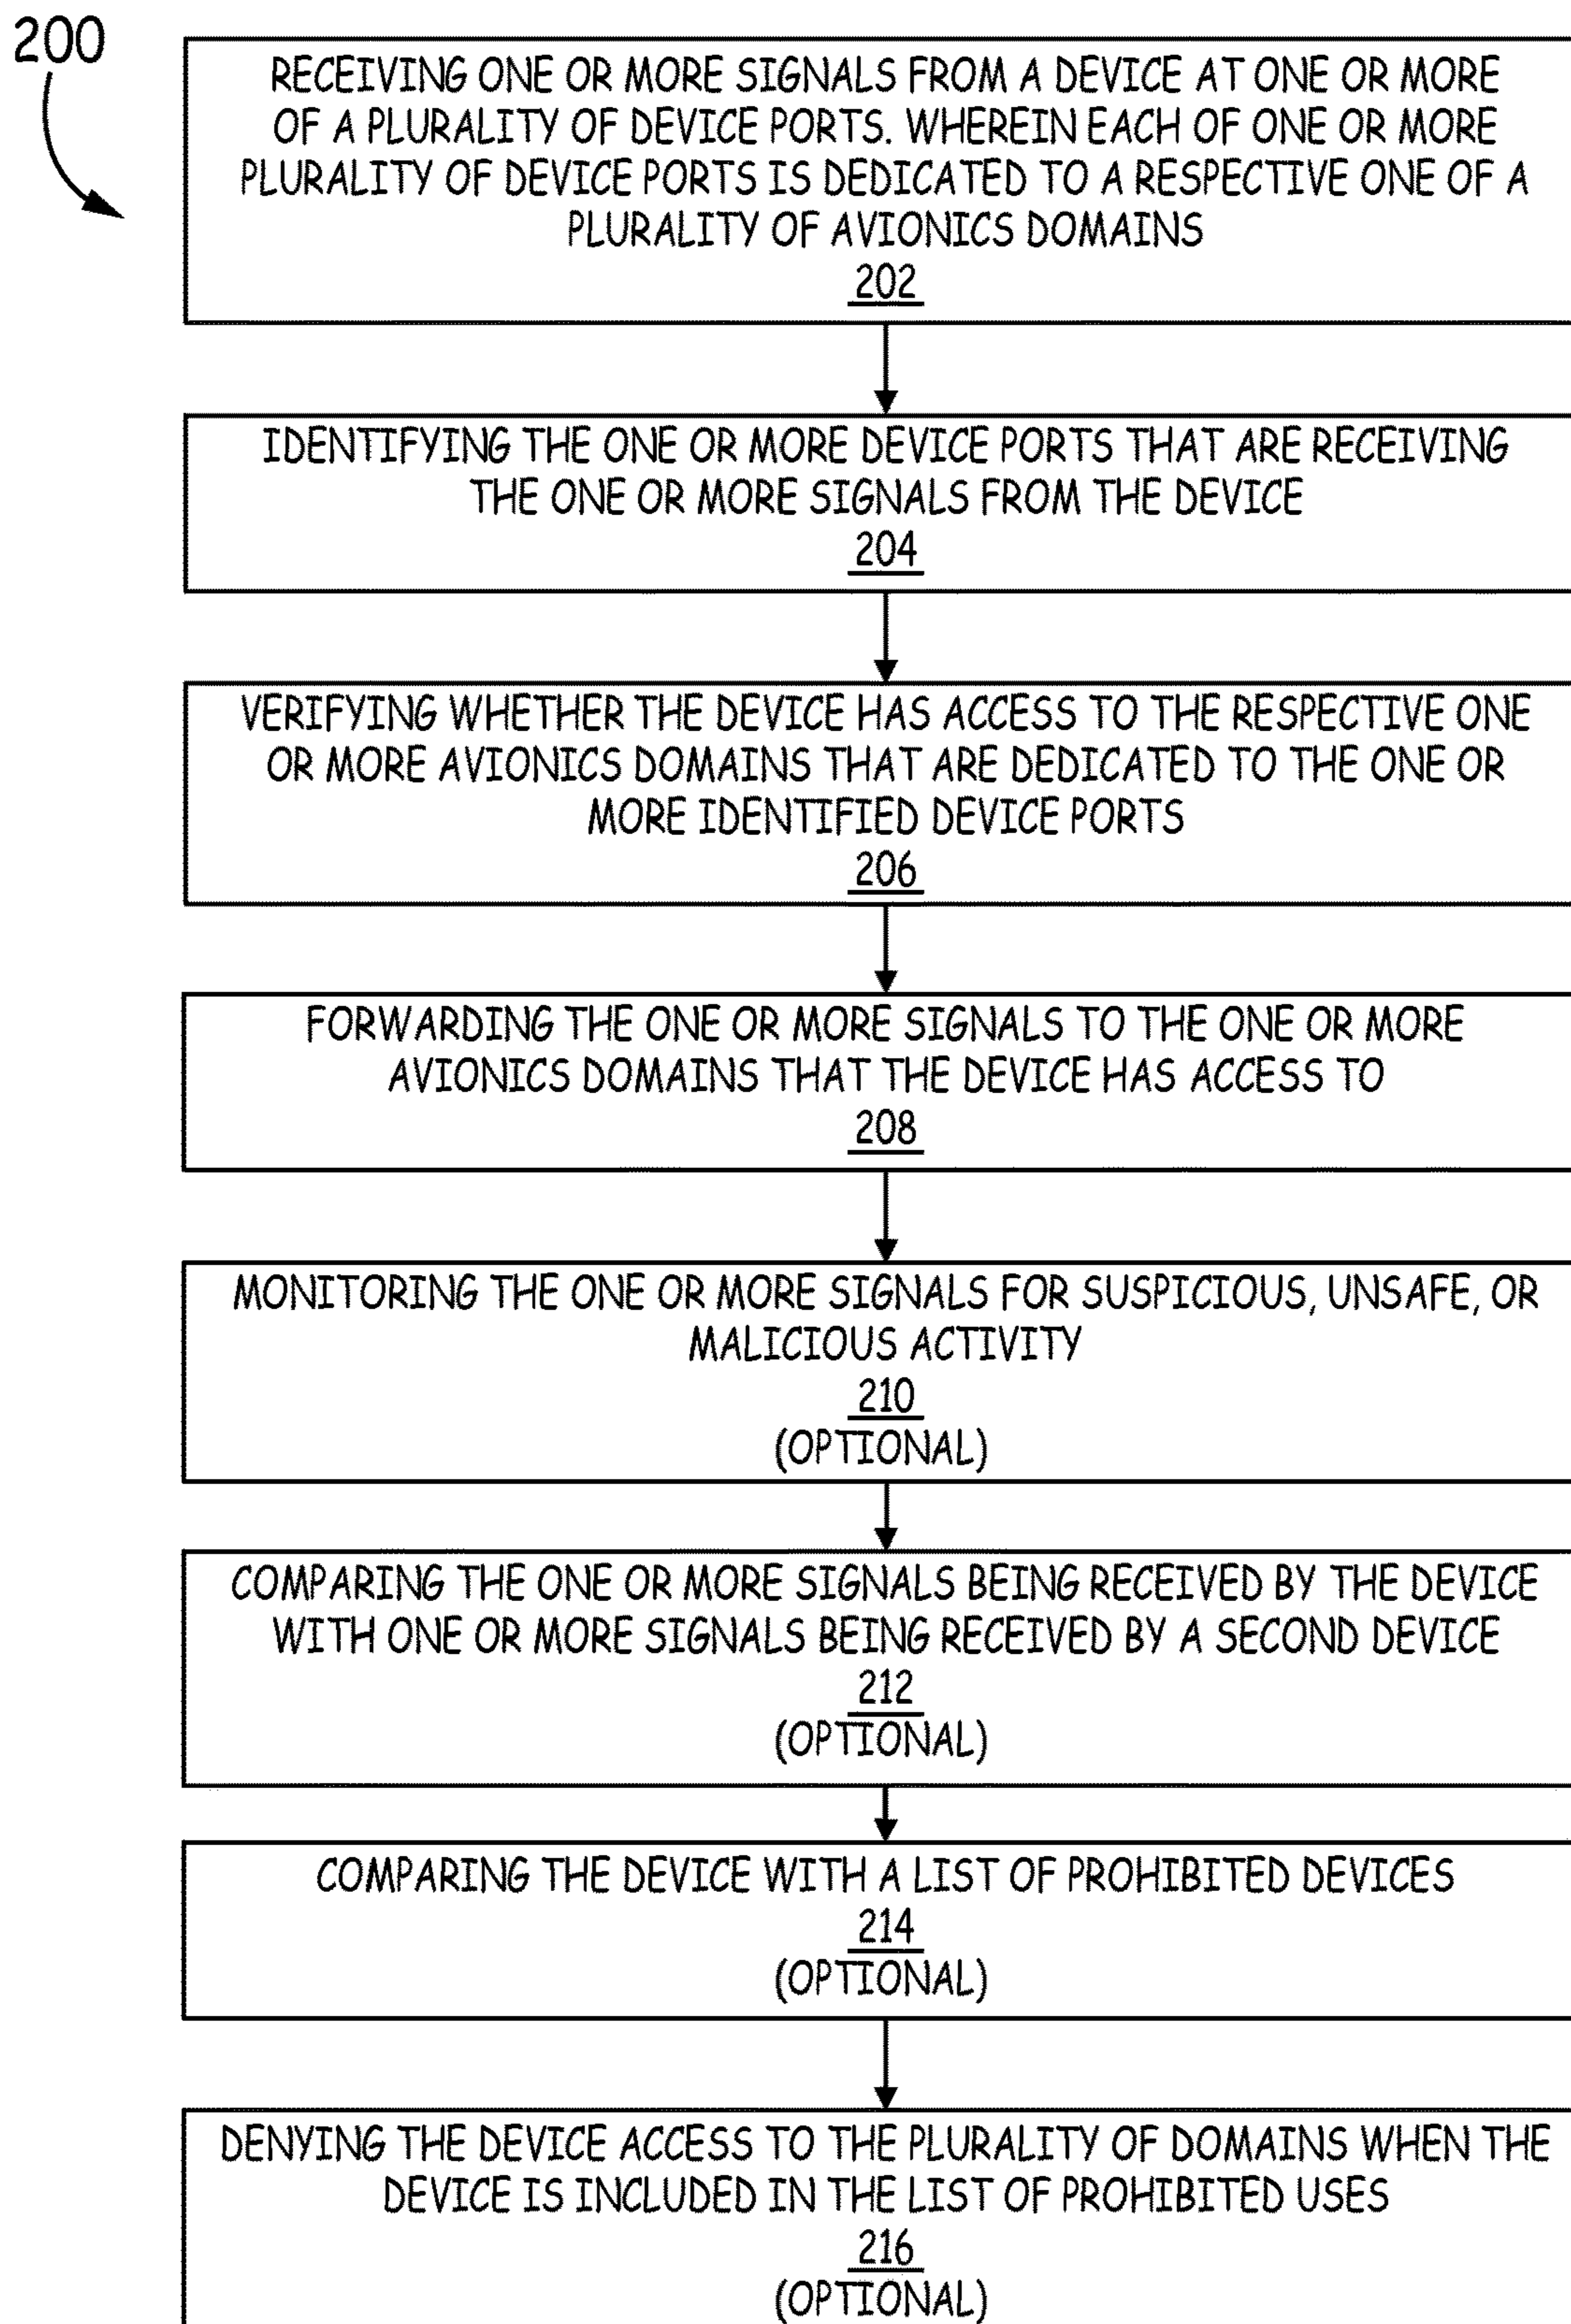 200
RECEIVING ONE OR MORE SIGNALS FROM A DEVICE AT ONE OR MORE
OF A PLURALITY OF DEVICE PORTS. WHEREIN EACH OF ONE OR MORE
PLURALITY OF DEVICE PORTS IS DEDICATED TO A RESPECTIVE ONE OF A
PLURALITY OF AVIONICS DOMAINS
202
IDENTIFYING THE ONE OR MORE DEVICE PORTS THAT ARE RECEIVING
THE ONE OR MORE SIGNALS FROM THE DEVICE
204
VERIFYING WHETHER THE DEVICE HAS ACCESS TO THE RESPECTIVE ONE
OR MORE AVIONICS DOMAINS THAT ARE DEDICATED TO THE ONE OR
MORE IDENTIFIED DEVICE PORTS
206
FORWARDING THE ONE OR MORE SIGNALS TO THE ONE OR MORE
AVIONICS DOMAINS THAT THE DEVICE HAS ACCESS TO
208
MONITORING THE ONE OR MORE SIGNALS FOR SUSPICIOUS, UNSAFE, OR
MALICIOUS ACTIVITY
210
(OPTIONAL)
COMPARING THE ONE OR MORE SIGNALS BEING RECEIVED BY THE DEVICE
WITH ONE OR MORE SIGNALS BEING RECEIVED BY A SECOND DEVICE
212
(OPTIONAL)
COMPARING THE DEVICE WITH A LIST OF PROHIBITED DEVICES
214
(OPTIONAL)
DENYING THE DEVICE ACCESS TO THE PLURALITY OF DOMAINS WHEN THE
DEVICE IS INCLUDED IN THE LIST OF PROHIBITED USES
216
(OPTIONAL)